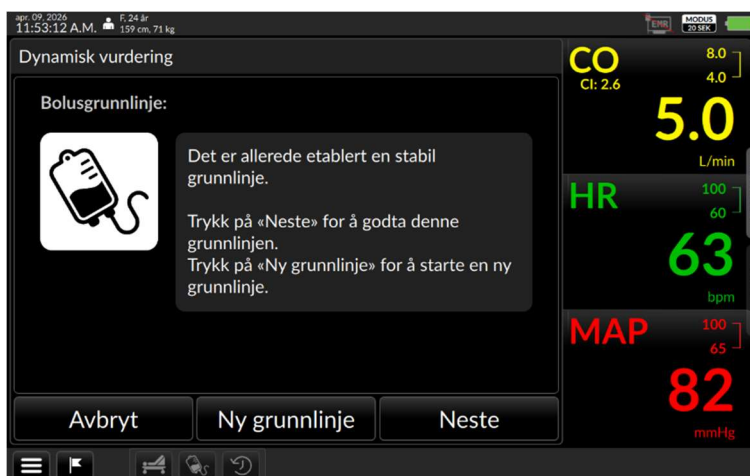 apr. 09, 2026
11:53:12 A.M.
F, 24 år
159 cm, 71 kg
EMR
MODUS
20 SEK
Dynamisk vurdering
Bolusgrunnlinje:
Det er allerede etablert en stabil
grunnlinje.
Trykk på «Neste» for å godta denne
grunnlinjen.
Trykk på «Ny grunnlinje» for å starte en ny
grunnlinje.
Avbryt
Ny grunnlinje
Neste
CO
CI: 2.6
8.0
4.0
5.0
L/min
HR
100
60
63
bpm
MAP
100
65
82
mmHg